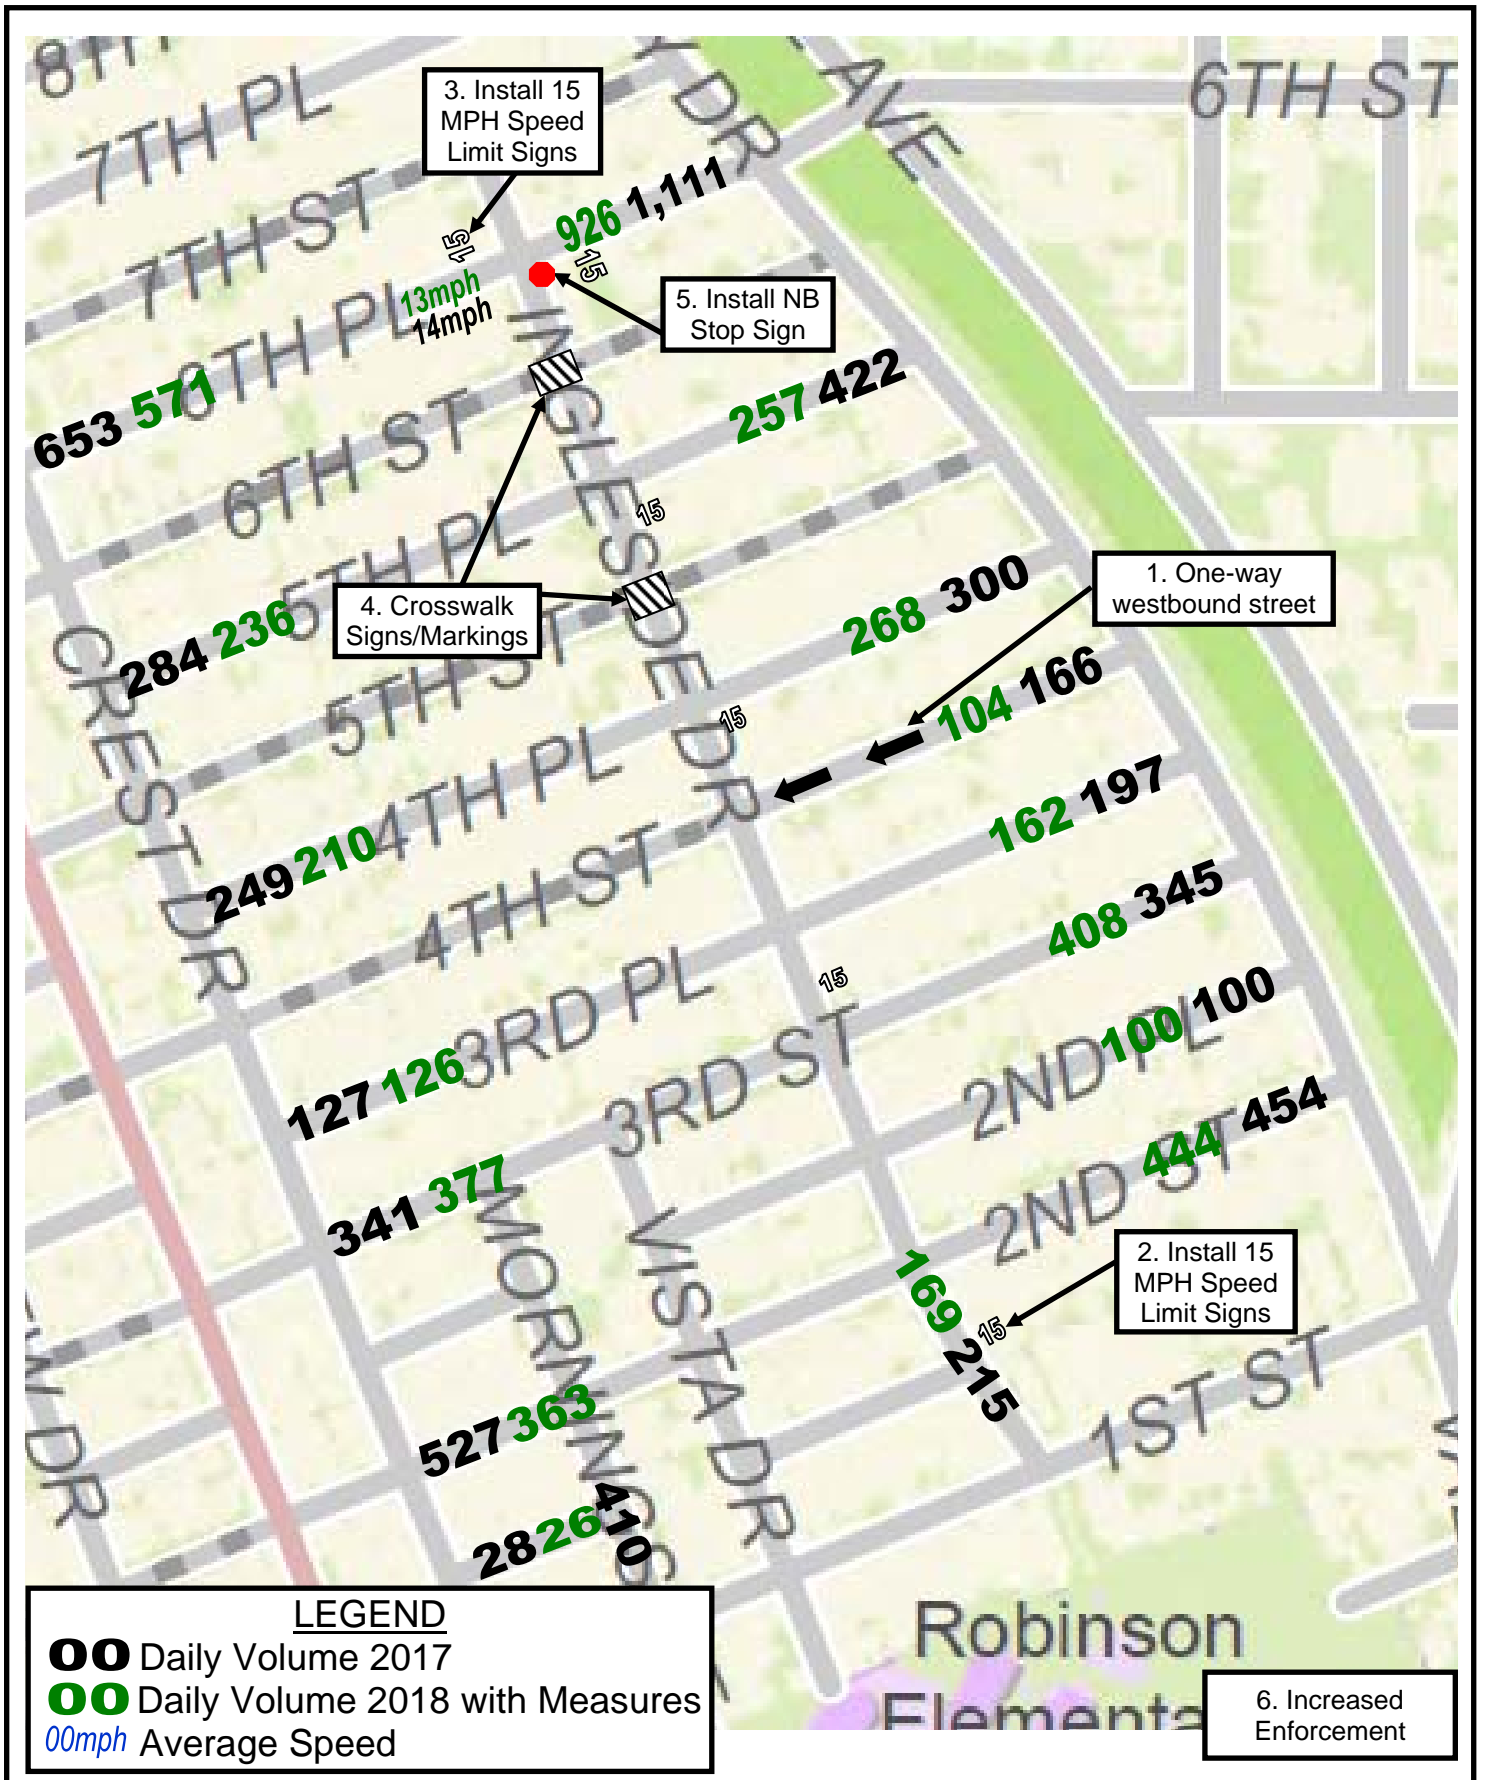 8TH
7TH PL
7TH ST
6TH PL
6TH ST
5TH PL
5TH ST
4TH PL
4TH ST
3RD PL
3RD ST
2ND PL
2ND ST
1ST ST
6TH ST
Y DR
AVE
INGLESIDE DR
CREST DR
MORNING
VISTA DR
W DR
3. Install 15
MPH Speed
Limit Signs
15
926 1,111
15
13mph
14mph
5. Install NB
Stop Sign
653 571
257 422
15
4. Crosswalk
Signs/Markings
284 236
268 300
1. One-way
westbound street
104 166
15
249 210
162 197
408 345
15
127 126
100 100
341 377
444 454
169 215
15
2. Install 15
MPH Speed
Limit Signs
527 363
28 26
410
Robinson
Elementa
6. Increased
Enforcement
LEGEND
00 Daily Volume 2017
00 Daily Volume 2018 with Measures
00mph Average Speed